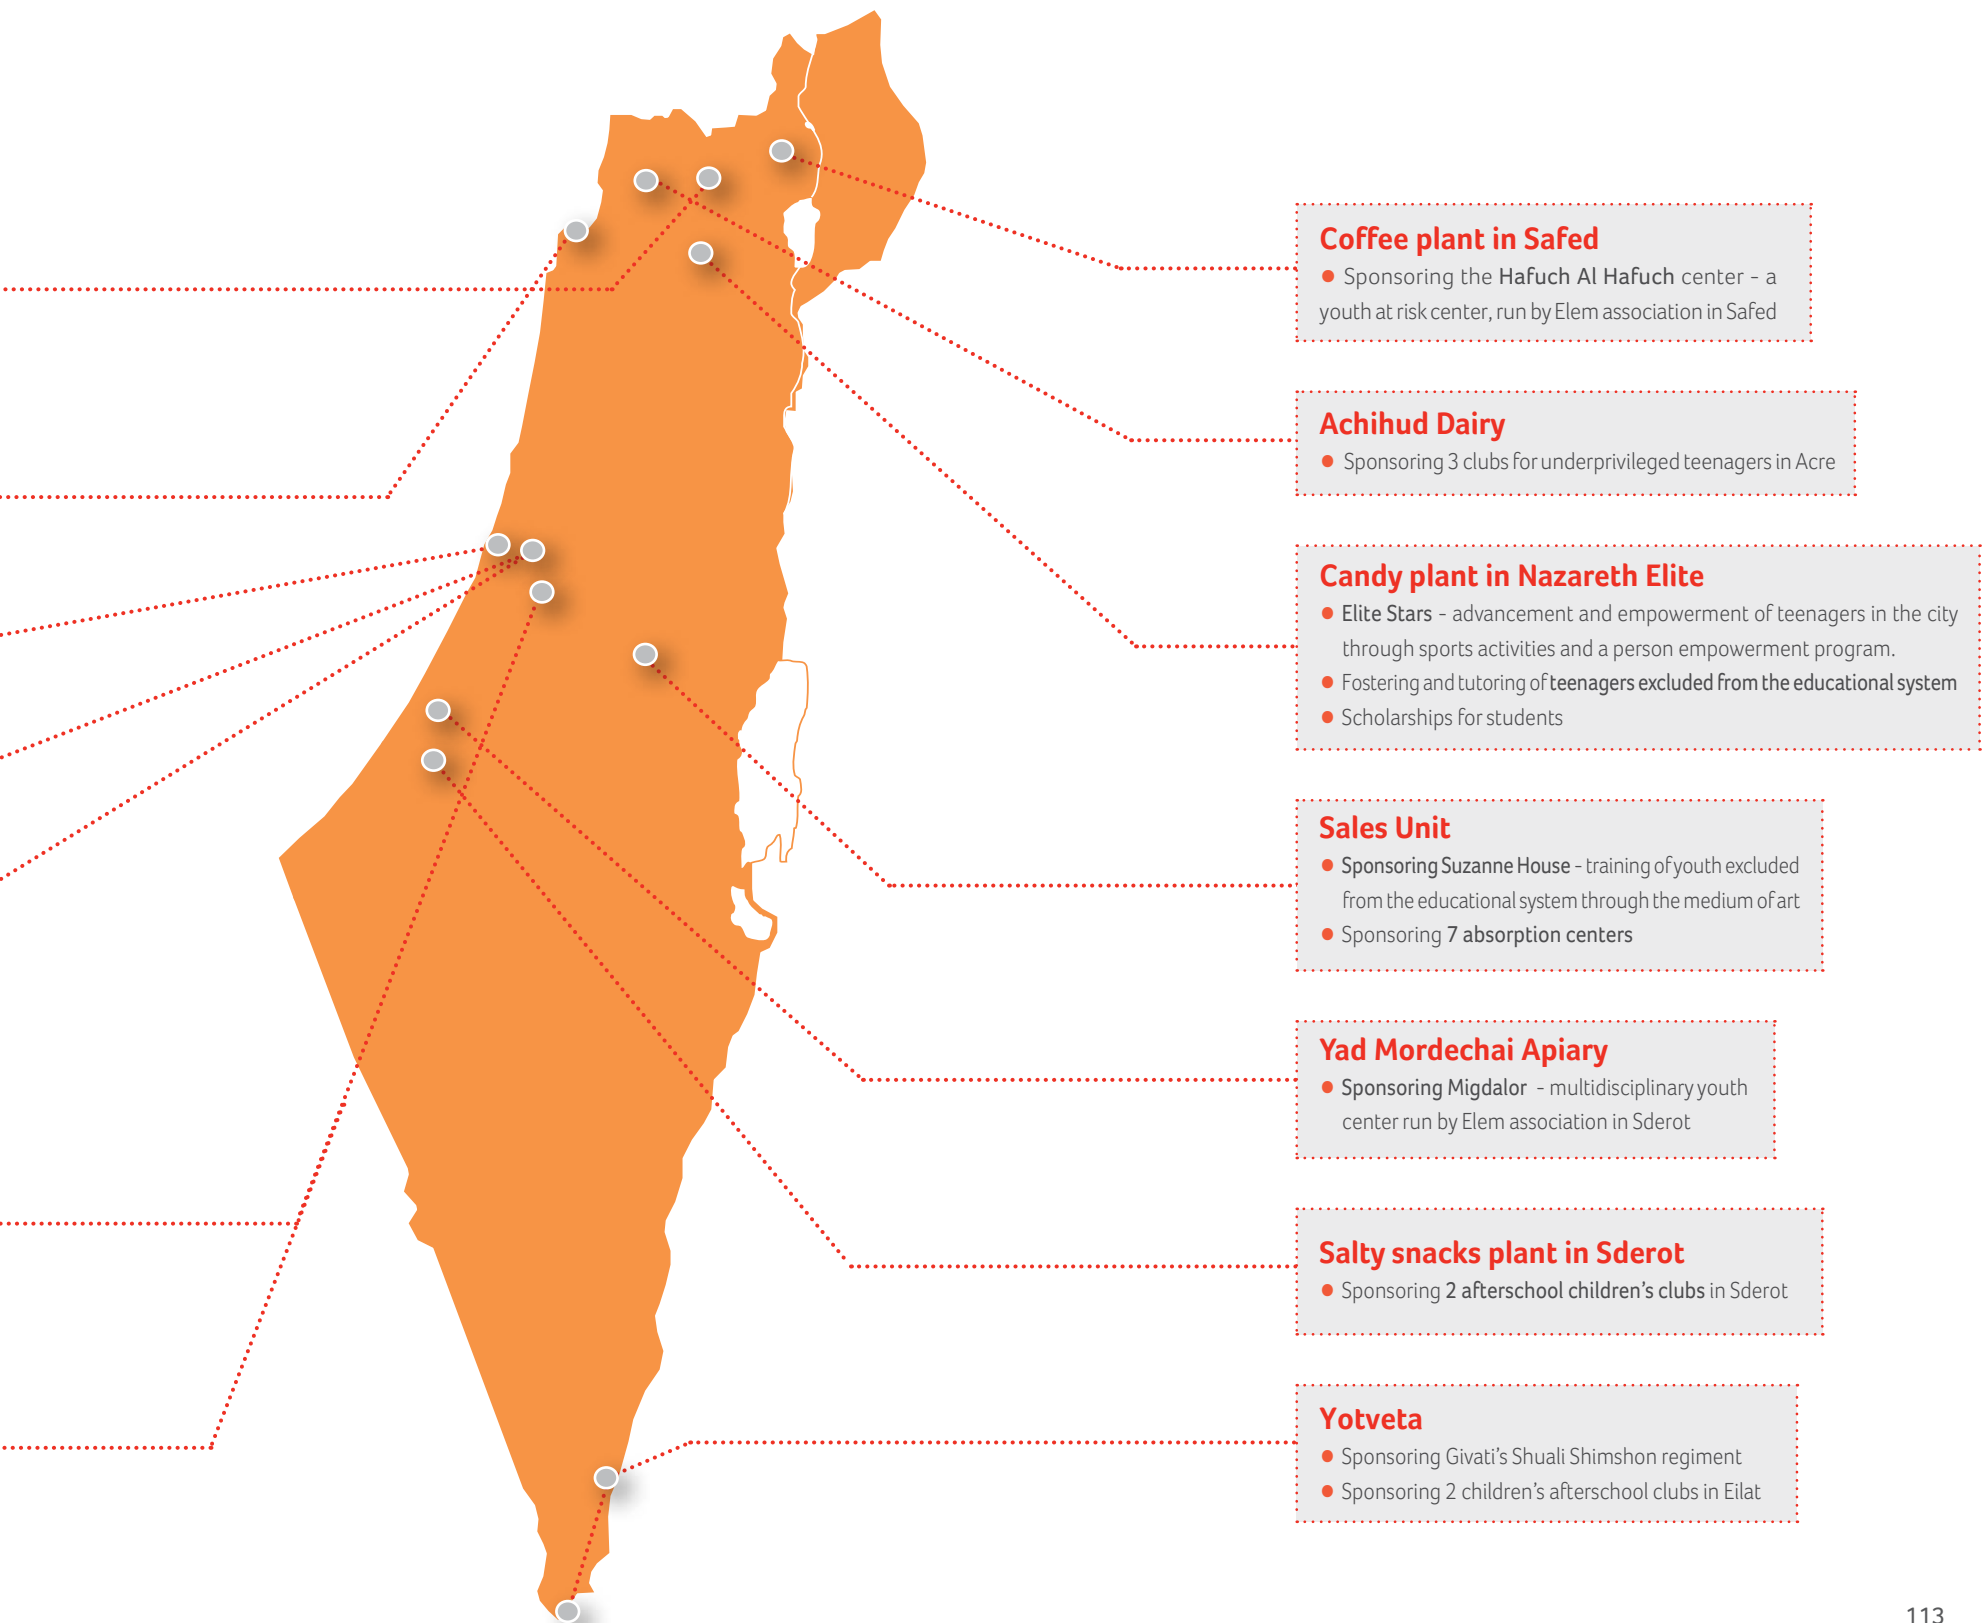 Coffee plant in Safed
● Sponsoring the Hafuch Al Hafuch center - a
youth at risk center, run by Elem association in Safed
Achihud Dairy
● Sponsoring 3 clubs for underprivileged teenagers in Acre
Candy plant in Nazareth Elite
● Elite Stars - advancement and empowerment of teenagers in the city
through sports activities and a person empowerment program.
● Fostering and tutoring of teenagers excluded from the educational system
● Scholarships for students
Sales Unit
● Sponsoring Suzanne House - training of youth excluded
from the educational system through the medium of art
● Sponsoring 7 absorption centers
Yad Mordechai Apiary
● Sponsoring Migdalor - multidisciplinary youth
center run by Elem association in Sderot
Salty snacks plant in Sderot
● Sponsoring 2 afterschool children’s clubs in Sderot
Yotveta
● Sponsoring Givati’s Shuali Shimshon regiment
● Sponsoring 2 children’s afterschool clubs in Eilat
113